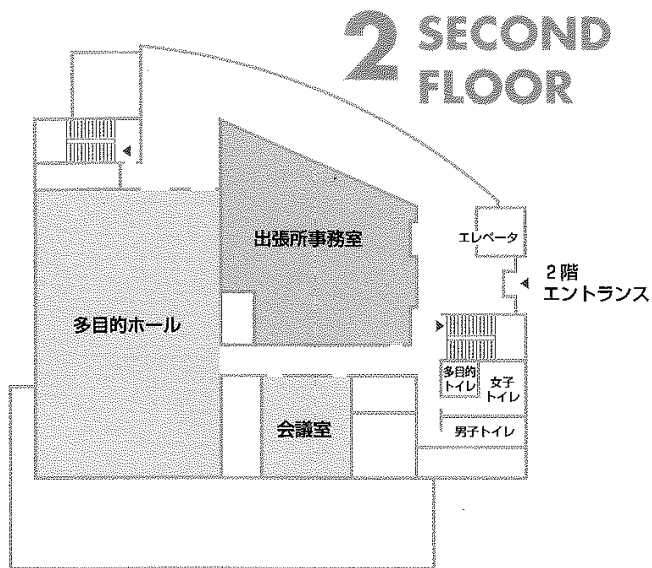 2 SECOND
FLOOR
出張所事務室
エレベータ
2階
エントランス
多目的ホール
多目的
トイレ
女子
トイレ
会議室
男子トイレ